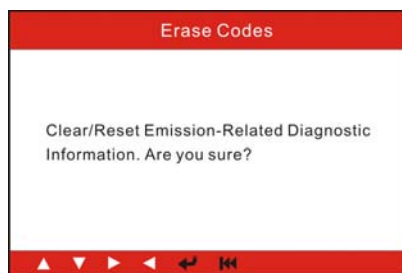 Erase Codes
Clear/Reset Emission-Related Diagnostic
Information. Are you sure?